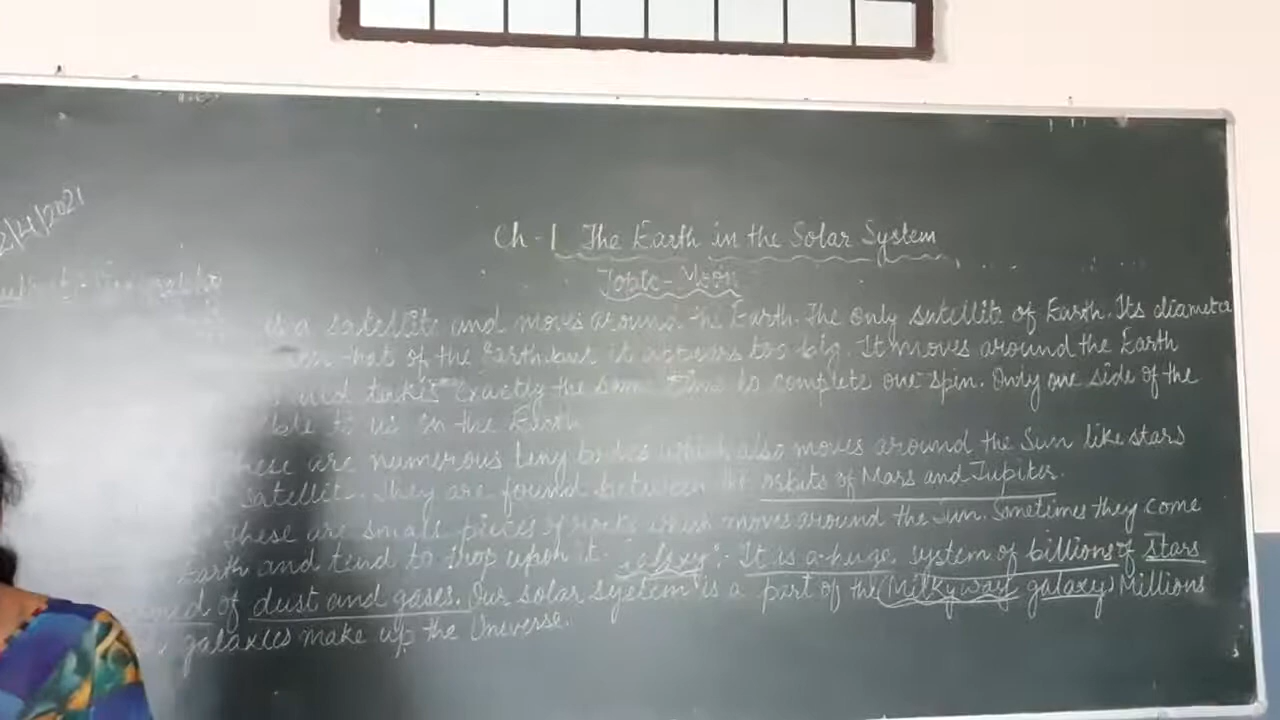 2/4/2021
Ch-1 The Earth in the Solar System
Topic-Moon
is a satellite and moves around the Earth. The only satellite of Earth. Its diameter
that of the Earth. but it appears too big. It moves around the Earth
and takes exactly the same time to complete one spin. Only one side of the
to us on the Earth
These are numerous tiny bodies which also moves around the Sun like stars
satellite. They are found between the orbits of Mars and Jupiter.
These are small pieces of rocks which moves around the sun. Sometimes they come
Earth and tend to drop upon it. Galaxy:- It is a huge system of billions of stars
of dust and gases. Our solar system is a part of the (Milkyway galaxy) Millions
galaxies make up the Universe.